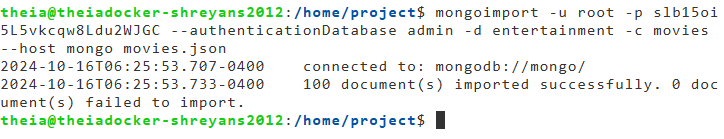 theia@theiadocker-shreyans2012:/home/project$ mongoimport -u root -p slb15oi
5L5vkcqw8Ldu2WJGC --authenticationDatabase admin -d entertainment -c movies
--host mongo movies.json
2024-10-16T06:25:53.707-0400    connected to: mongodb://mongo/
2024-10-16T06:25:53.733-0400    100 document(s) imported successfully. 0 doc
ument(s) failed to import.
theia@theiadocker-shreyans2012:/home/project$